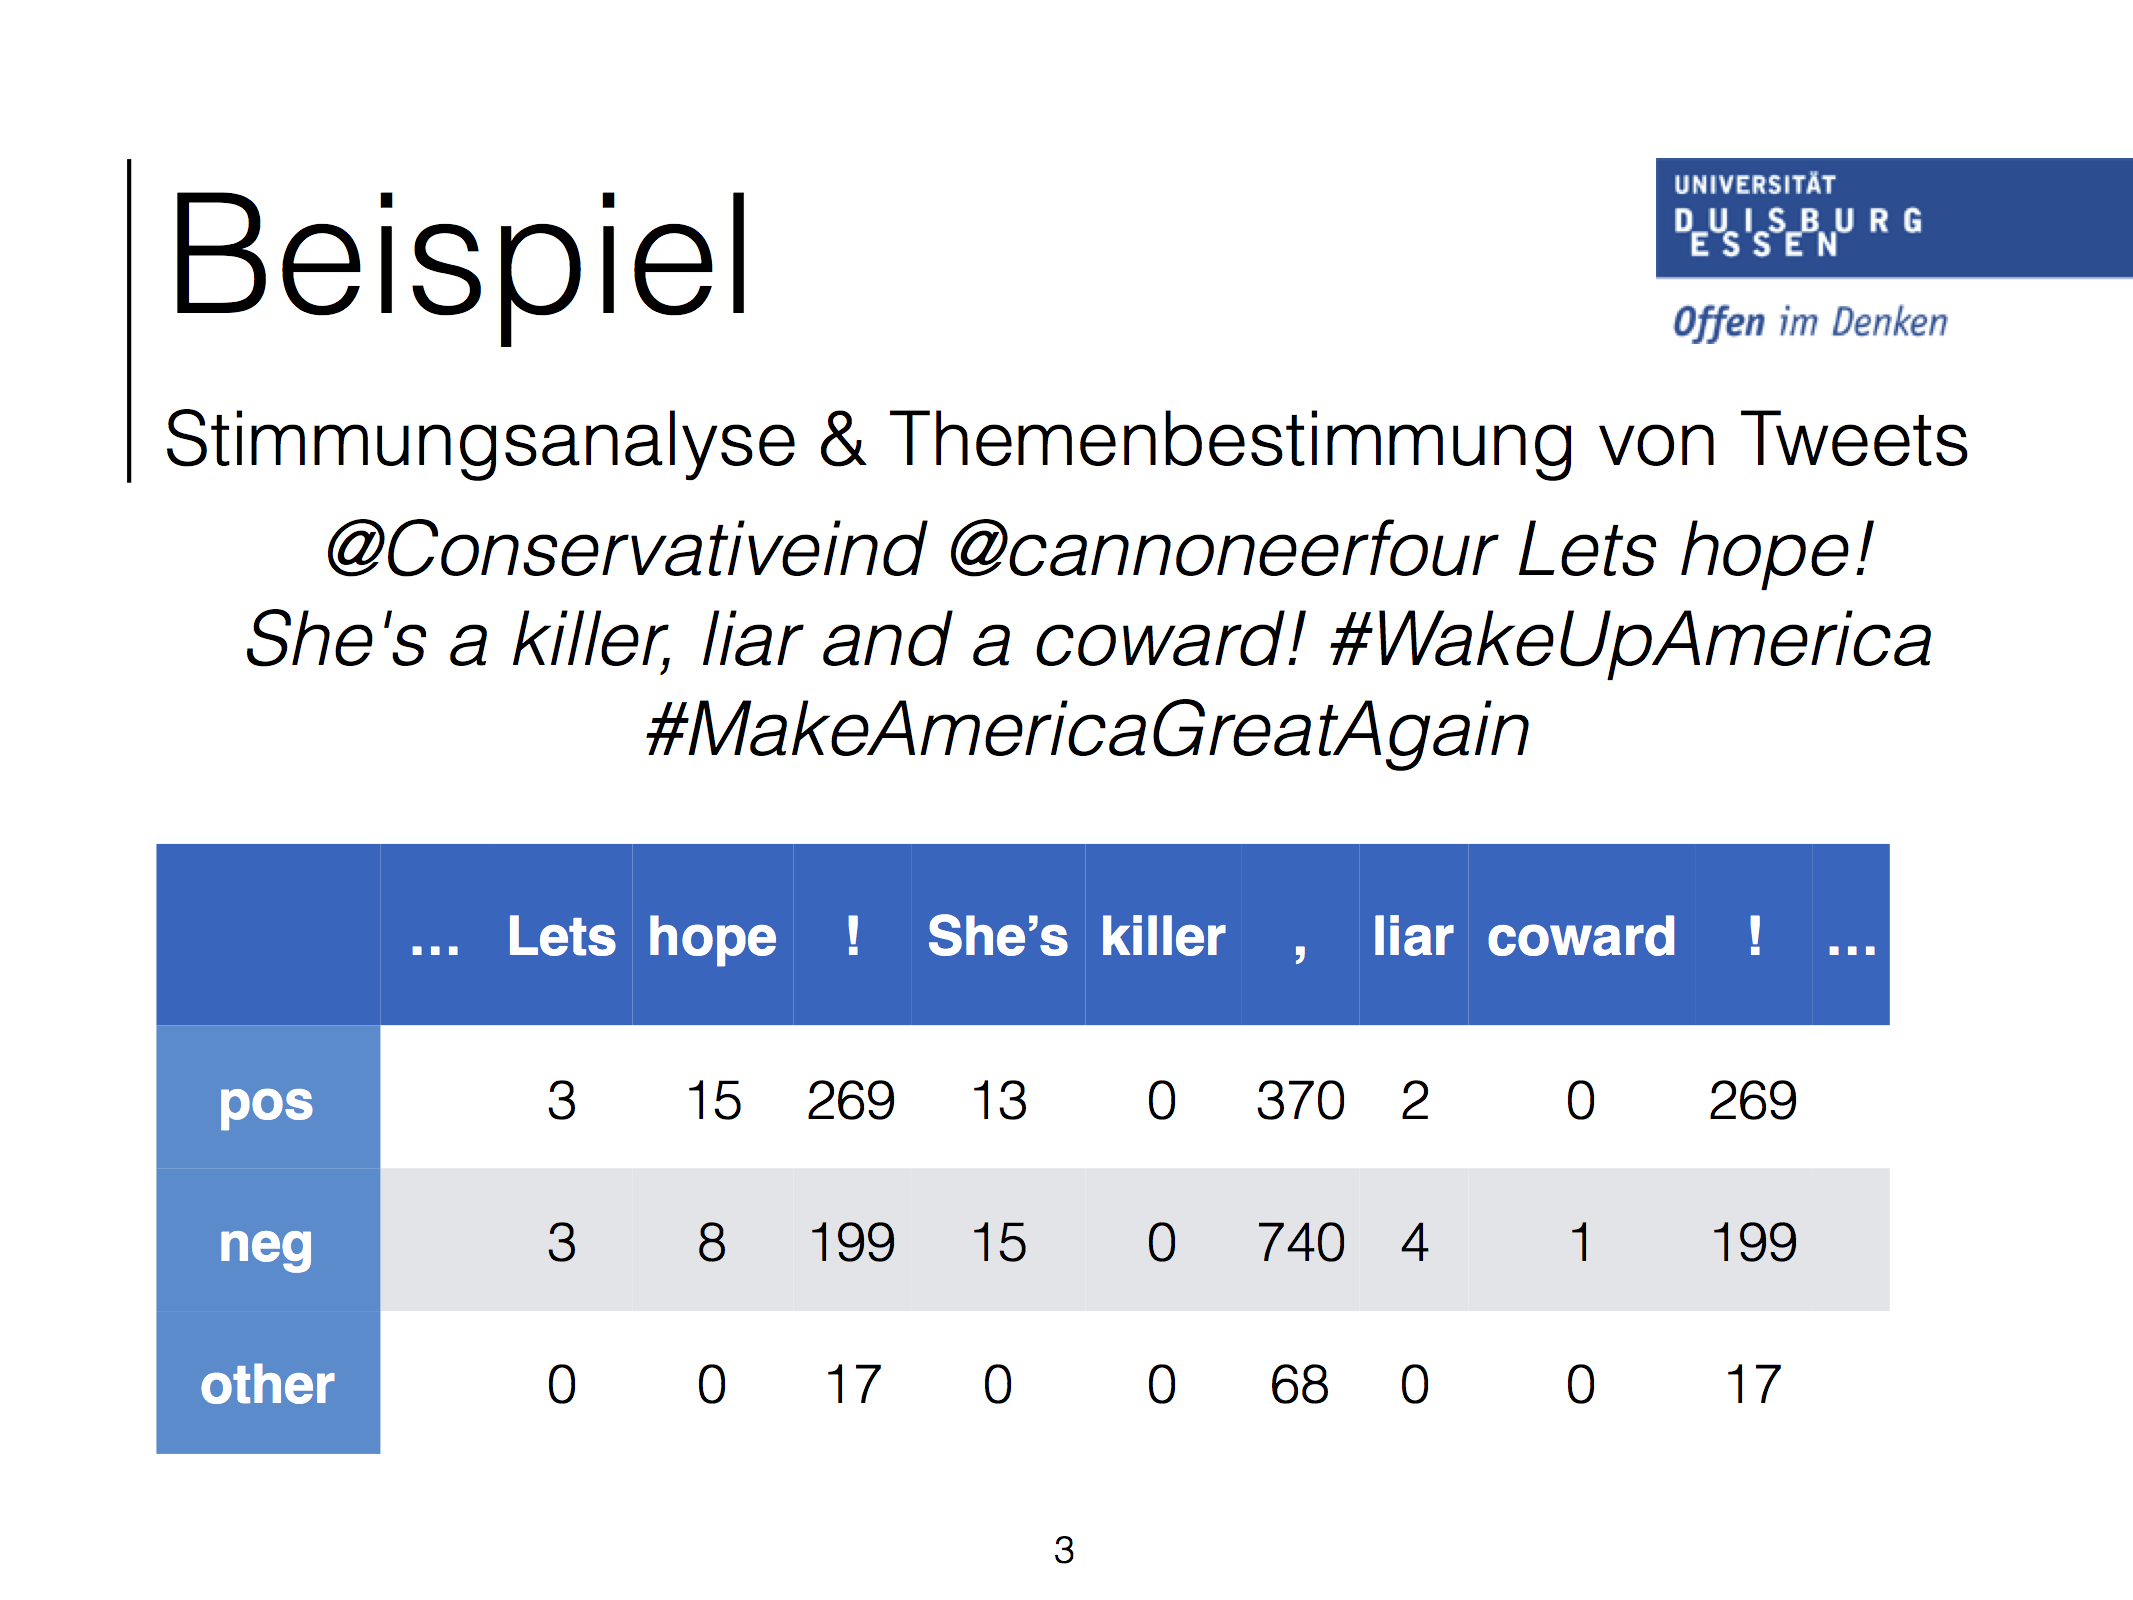 Beispiel
UNIVERSITÄT
DUISBURG
ESSEN
Offen im Denken
Stimmungsanalyse & Themenbestimmung von Tweets
@Conservativeind @cannoneerfour Lets hope!
She's a killer, liar and a coward! #WakeUpAmerica
#MakeAmericaGreatAgain
… Lets hope ! She’s killer , liar coward ! …
pos 3 15 269 13 0 370 2 0 269
neg 3 8 199 15 0 740 4 1 199
other 0 0 17 0 0 68 0 0 17
3